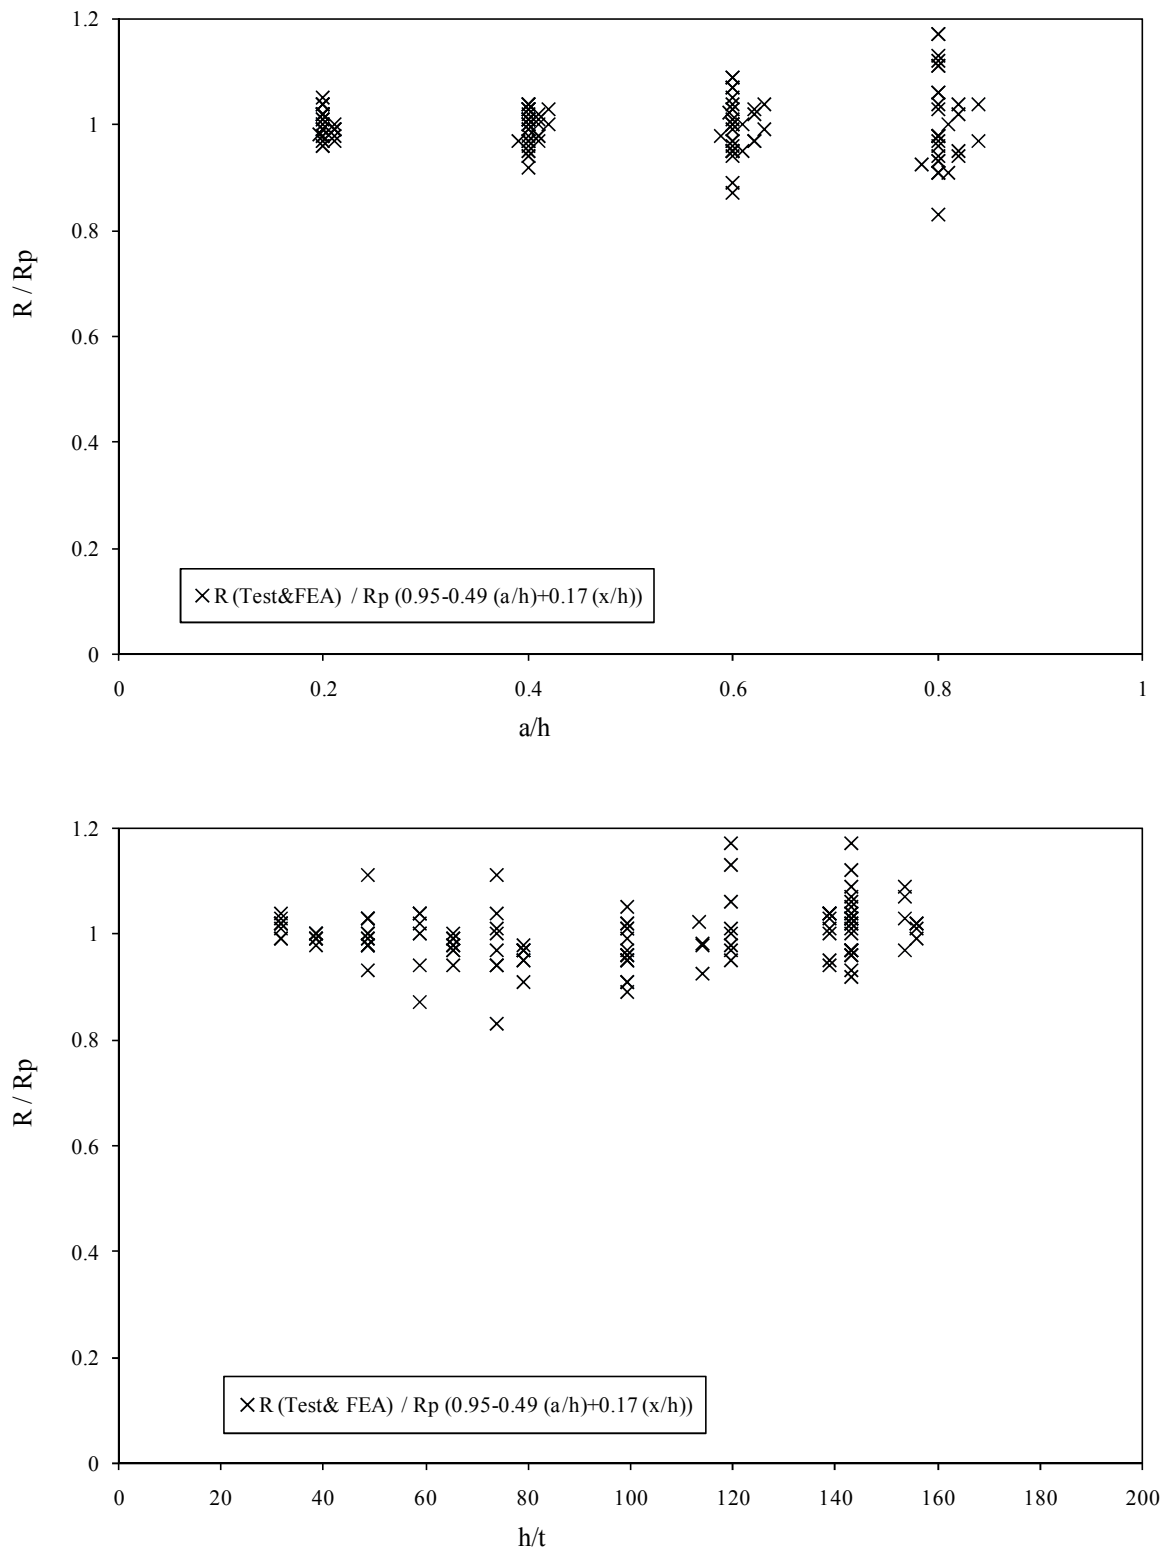 1.2
1
0.8
0.6
0.4
0.2
0
R / Rp
R (Test&FEA) / Rp (0.95-0.49 (a/h)+0.17 (x/h))
0 0.2 0.4 0.6 0.8 1
a/h
1.2
1
0.8
0.6
0.4
0.2
0
R / Rp
R (Test& FEA) / Rp (0.95-0.49 (a/h)+0.17 (x/h))
0 20 40 60 80 100 120 140 160 180 200
h/t